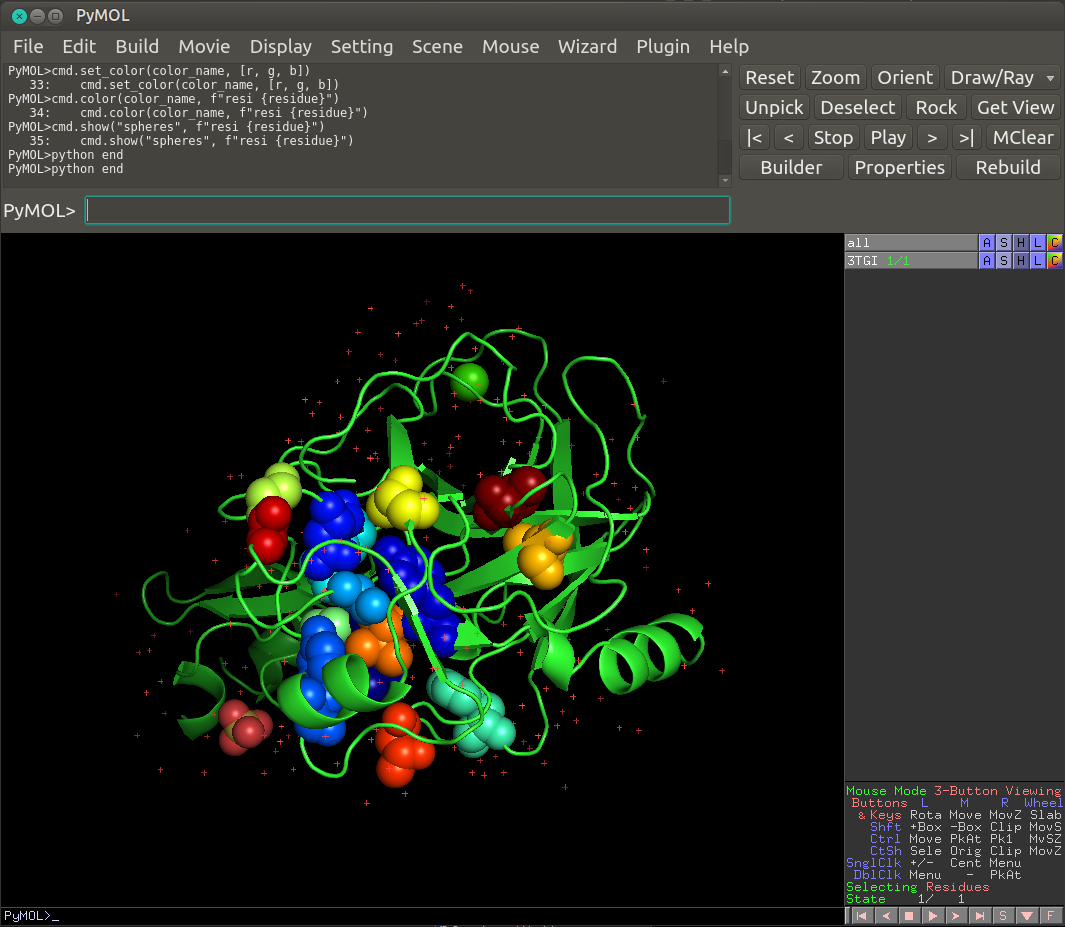 PyMOL
File Edit Build Movie Display Setting Scene Mouse Wizard Plugin Help
PyMOL>cmd.set_color(color_name, [r, g, b])
33: cmd.set_color(color_name, [r, g, b])
PyMOL>cmd.color(color_name, f"resi {residue}")
34: cmd.color(color_name, f"resi {residue}")
PyMOL>cmd.show("spheres", f"resi {residue}")
35: cmd.show("spheres", f"resi {residue}")
PyMOL>python end
PyMOL>python end
Reset Zoom Orient Draw/Ray
Unpick Deselect Rock Get View
|< < Stop Play > >| MClear
Builder Properties Rebuild
PyMOL>
all A S H L C
3TGI 1/1 A S H L C
Mouse Mode 3-Button Viewing
Buttons L M R Wheel
& Keys Rota Move MovZ Slab
Shft +Box -Box Clip MovS
Ctrl Move PkAt Pk1 MvSZ
CtSh Sele Orig Clip MovZ
SnglClk +/- Cent Menu
DblClk Menu - PkAt
Selecting Residues
State 1/ 1
PyMOL>_ S F